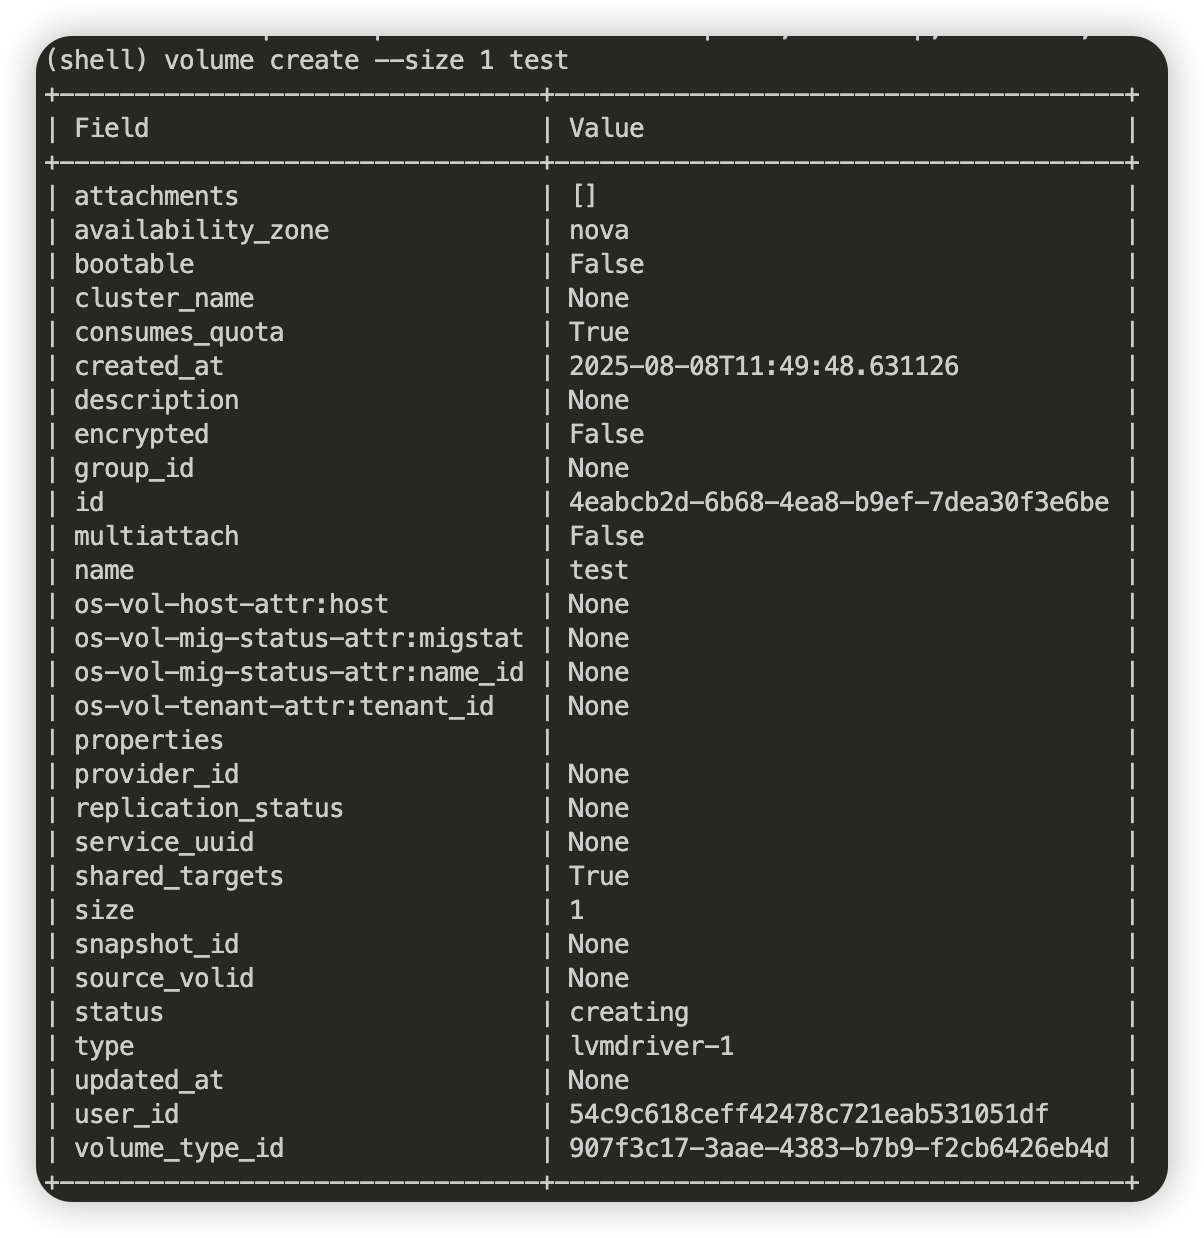 (shell) volume create --size 1 test
+--------------------------------+--------------------------------------+
| Field                          | Value                                |
+--------------------------------+--------------------------------------+
| attachments                    | []                                   |
| availability_zone              | nova                                 |
| bootable                       | False                                |
| cluster_name                   | None                                 |
| consumes_quota                 | True                                 |
| created_at                     | 2025-08-08T11:49:48.631126           |
| description                    | None                                 |
| encrypted                      | False                                |
| group_id                       | None                                 |
| id                             | 4eabcb2d-6b68-4ea8-b9ef-7dea30f3e6be |
| multiattach                    | False                                |
| name                           | test                                 |
| os-vol-host-attr:host          | None                                 |
| os-vol-mig-status-attr:migstat | None                                 |
| os-vol-mig-status-attr:name_id | None                                 |
| os-vol-tenant-attr:tenant_id   | None                                 |
| properties                     |                                      |
| provider_id                    | None                                 |
| replication_status             | None                                 |
| service_uuid                   | None                                 |
| shared_targets                 | True                                 |
| size                           | 1                                    |
| snapshot_id                    | None                                 |
| source_volid                   | None                                 |
| status                         | creating                             |
| type                           | lvmdriver-1                          |
| updated_at                     | None                                 |
| user_id                        | 54c9c618ceff42478c721eab531051df     |
| volume_type_id                 | 907f3c17-3aae-4383-b7b9-f2cb6426eb4d |
+--------------------------------+--------------------------------------+